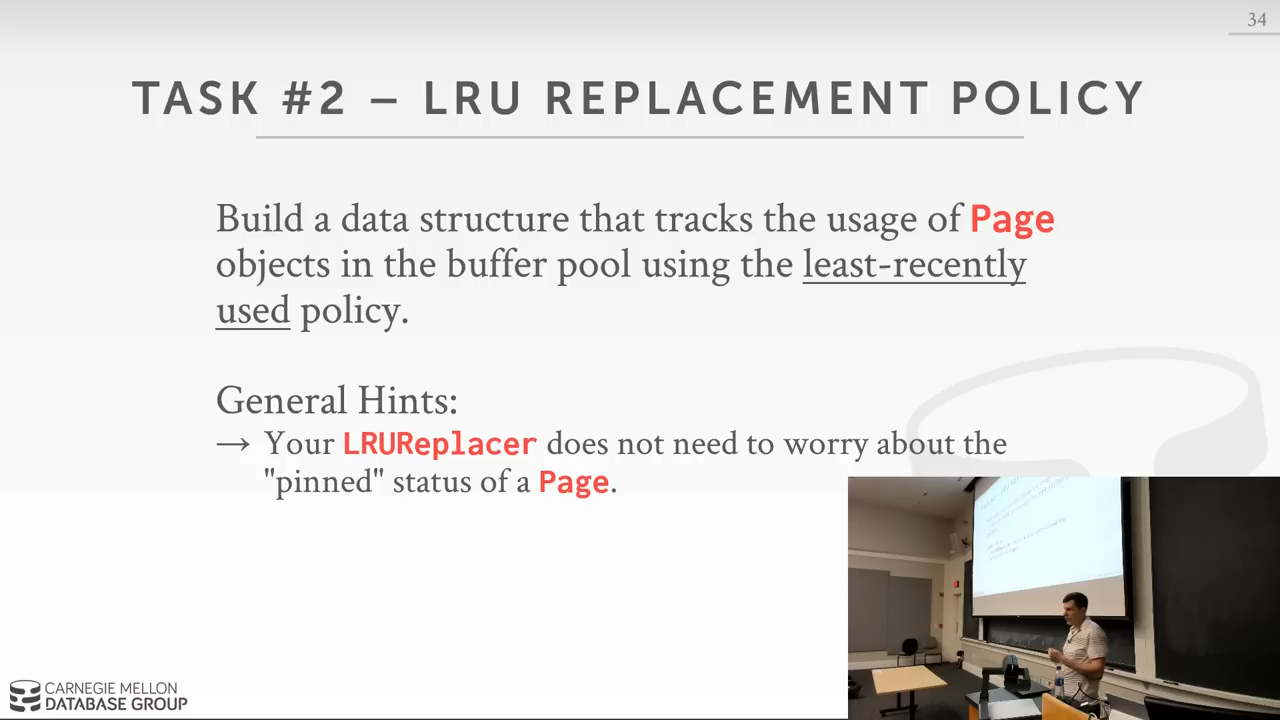 34
TASK #2 – LRU REPLACEMENT POLICY
Build a data structure that tracks the usage of Page
objects in the buffer pool using the least-recently
used policy.
General Hints:
→ Your LRUReplacer does not need to worry about the
"pinned" status of a Page.
CARNEGIE MELLON
DATABASE GROUP